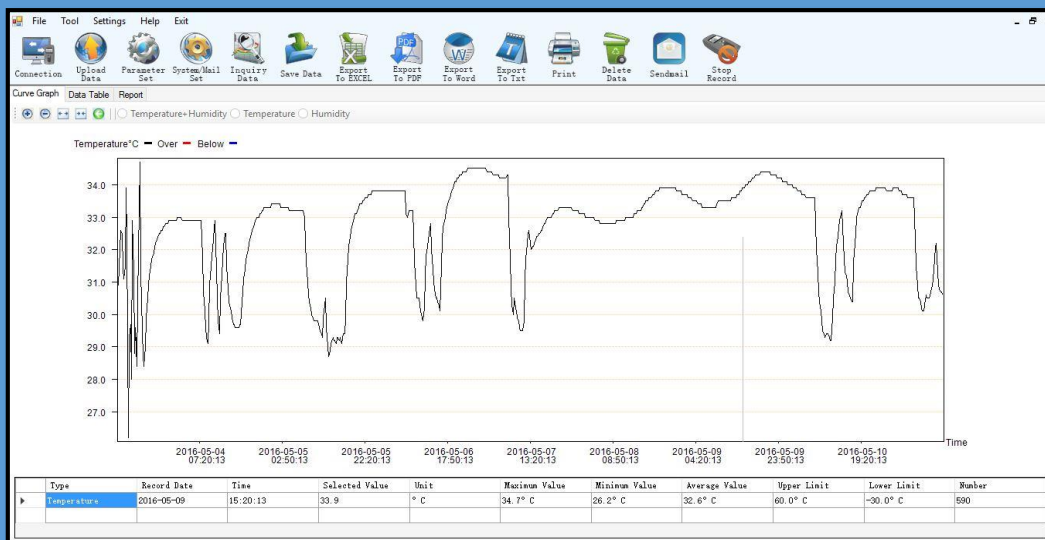 File Tool Settings Help Exit
Connection Upload Data Parameter Set System/Mail Set Inquiry Data Save Data Export To EXCEL Export To PDF Export To Word Export To Txt Print Delete Data Sendmail Stop Record
Curve Graph Data Table Report
Temperature+Humidity Temperature Humidity
Temperature°C Over Below
34.0
33.0
32.0
31.0
30.0
29.0
28.0
27.0
Time
2016-05-04 2016-05-05 2016-05-05 2016-05-06 2016-05-07 2016-05-08 2016-05-09 2016-05-09 2016-05-10
07:20:13 02:50:13 22:20:13 17:50:13 13:20:13 08:50:13 04:20:13 23:50:13 19:20:13
Type Record Date Time Selected Value Unit Maximum Value Minimum Value Average Value Upper Limit Lower Limit Number
Temperature 2016-05-09 15:20:13 33.9 ° C 34.7° C 26.2° C 32.6° C 60.0° C -30.0° C 590